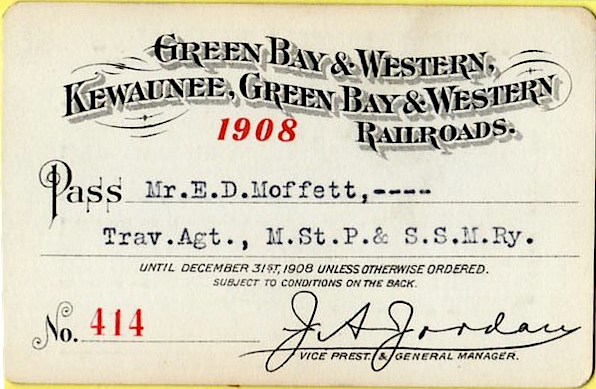 GREEN BAY & WESTERN,
KEWAUNEE, GREEN BAY & WESTERN
1908 RAILROADS.
Pass Mr.E.D.Moffett,----
Trav.Agt., M.St.P.& S.S.M.Ry.
UNTIL DECEMBER 31ST, 1908 UNLESS OTHERWISE ORDERED.
SUBJECT TO CONDITIONS ON THE BACK.
No. 414 J A Jordan
VICE PREST. & GENERAL MANAGER.